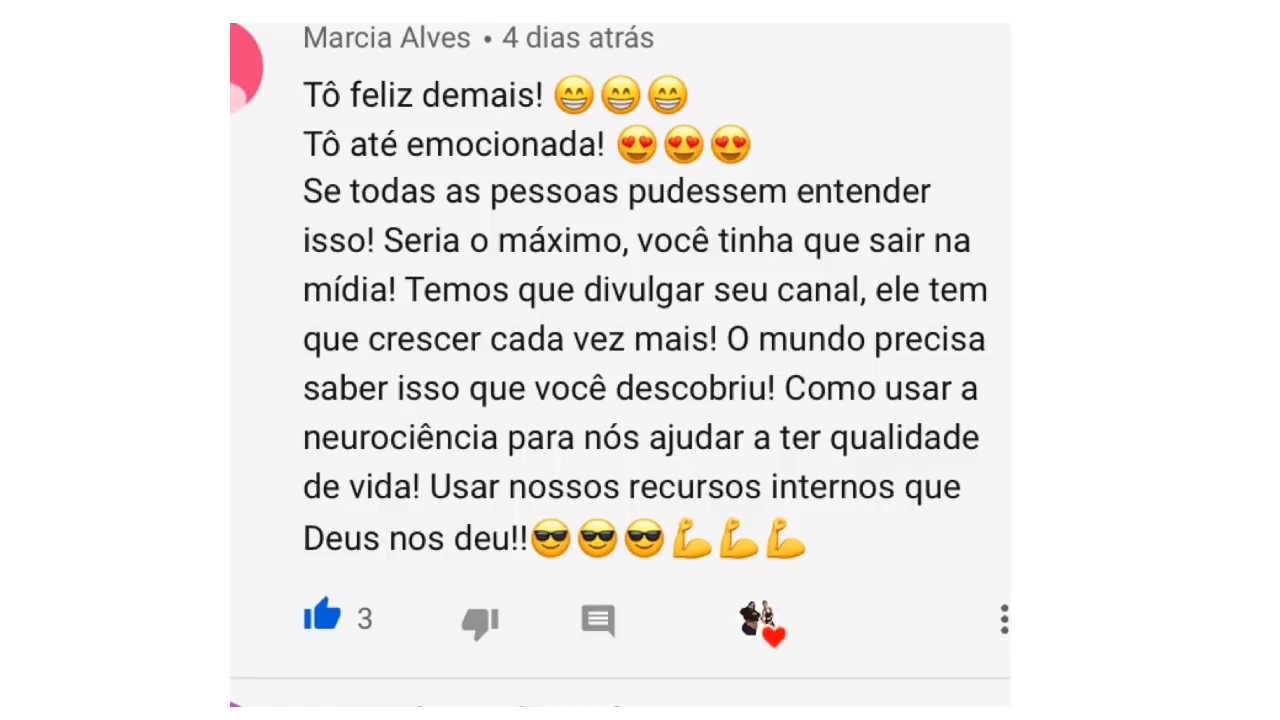 Marcia Alves • 4 dias atrás
Tô feliz demais! 😁😁😁
Tô até emocionada! 😍😍😍
Se todas as pessoas pudessem entender
isso! Seria o máximo, você tinha que sair na
mídia! Temos que divulgar seu canal, ele tem
que crescer cada vez mais! O mundo precisa
saber isso que você descobriu! Como usar a
neurociência para nós ajudar a ter qualidade
de vida! Usar nossos recursos internos que
Deus nos deu!!😎😎😎💪💪💪
3